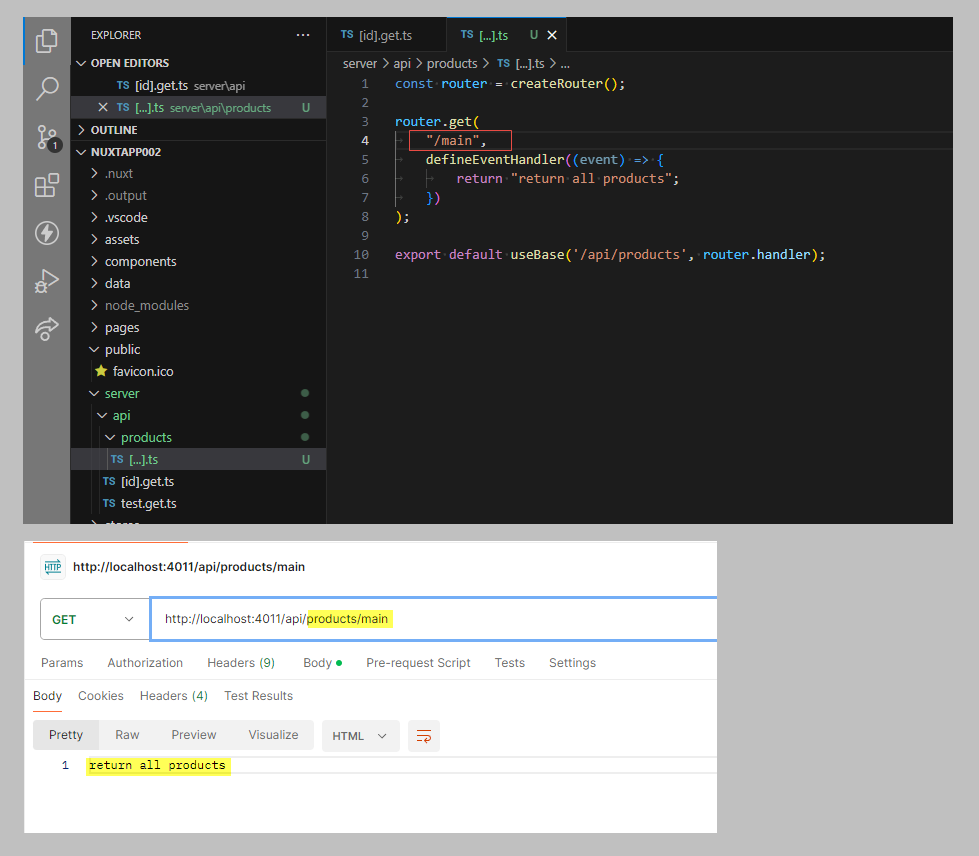 EXPLORER ...
OPEN EDITORS
TS [id].get.ts server\api
TS [...].ts server\api\products U
OUTLINE
NUXTAPP002
.nuxt
.output
.vscode
assets
components
data
node_modules
pages
public
favicon.ico
server
api
products
TS [...].ts U
TS [id].get.ts
TS test.get.ts
1
TS [id].get.ts TS [...].ts U
server > api > products > TS [...].ts > ...
1 const router = createRouter();
2
3 router.get(
4 "/main",
5 defineEventHandler((event) => {
6 return "return all products";
7 })
8 );
9
10 export default useBase('/api/products', router.handler);
11
HTTP http://localhost:4011/api/products/main
GET http://localhost:4011/api/products/main
Params Authorization Headers (9) Body Pre-request Script Tests Settings
Body Cookies Headers (4) Test Results
Pretty Raw Preview Visualize HTML
1 return all products